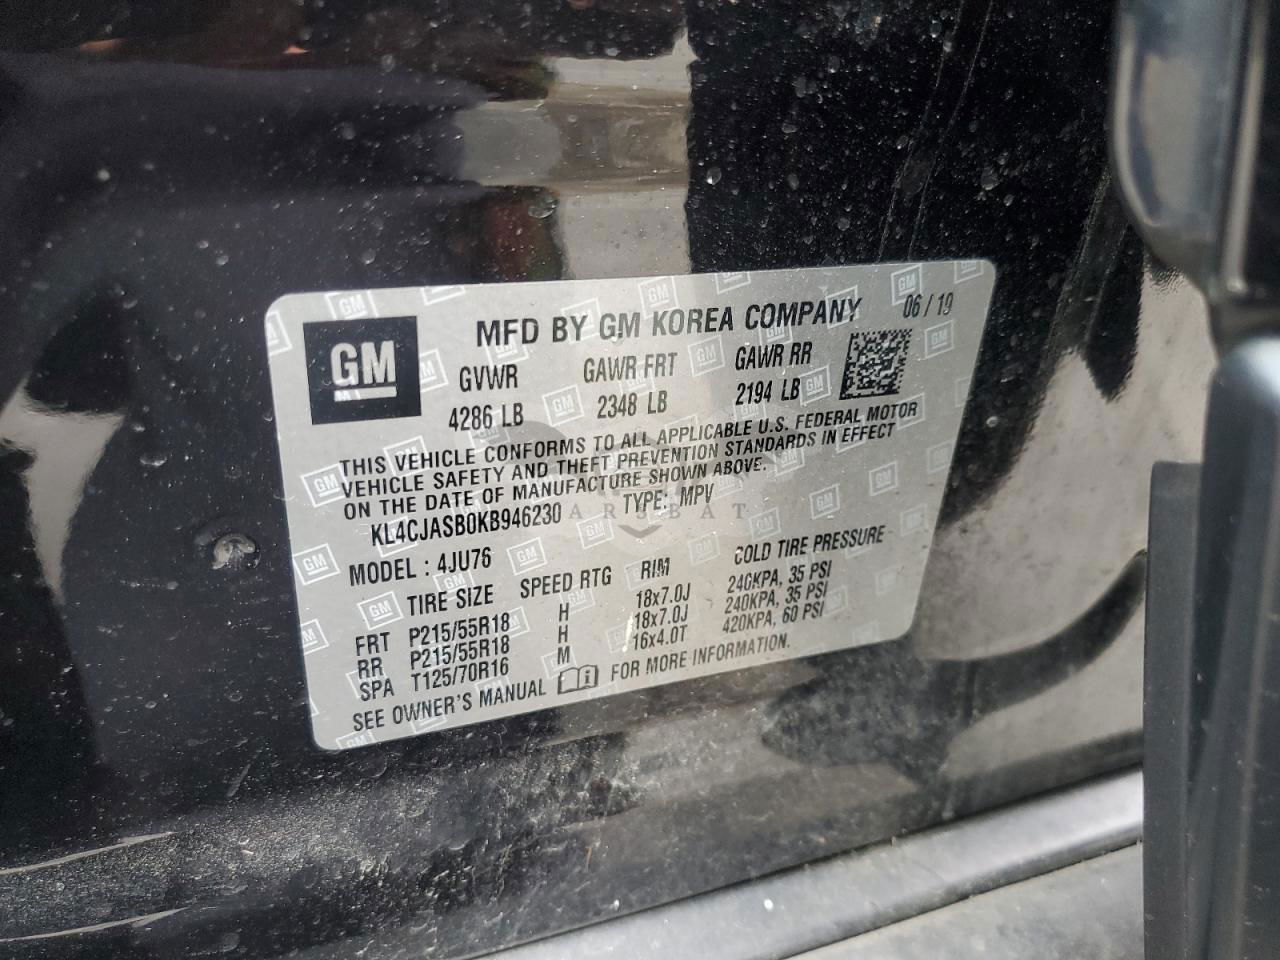 GM
MFD BY GM KOREA COMPANY 06/19
GVWR GAWR FRT GAWR RR
4286 LB 2348 LB 2194 LB
THIS VEHICLE CONFORMS TO ALL APPLICABLE U.S. FEDERAL MOTOR
VEHICLE SAFETY AND THEFT PREVENTION STANDARDS IN EFFECT
ON THE DATE OF MANUFACTURE SHOWN ABOVE.
KL4CJASB0KB946230 TYPE: MPV
MODEL : 4JU76
TIRE SIZE SPEED RTG RIM COLD TIRE PRESSURE
FRT P215/55R18 H 18x7.0J 240KPA, 35 PSI
RR P215/55R18 H 18x7.0J 240KPA, 35 PSI
SPA T125/70R16 M 16x4.0T 420KPA, 60 PSI
SEE OWNER'S MANUAL FOR MORE INFORMATION.